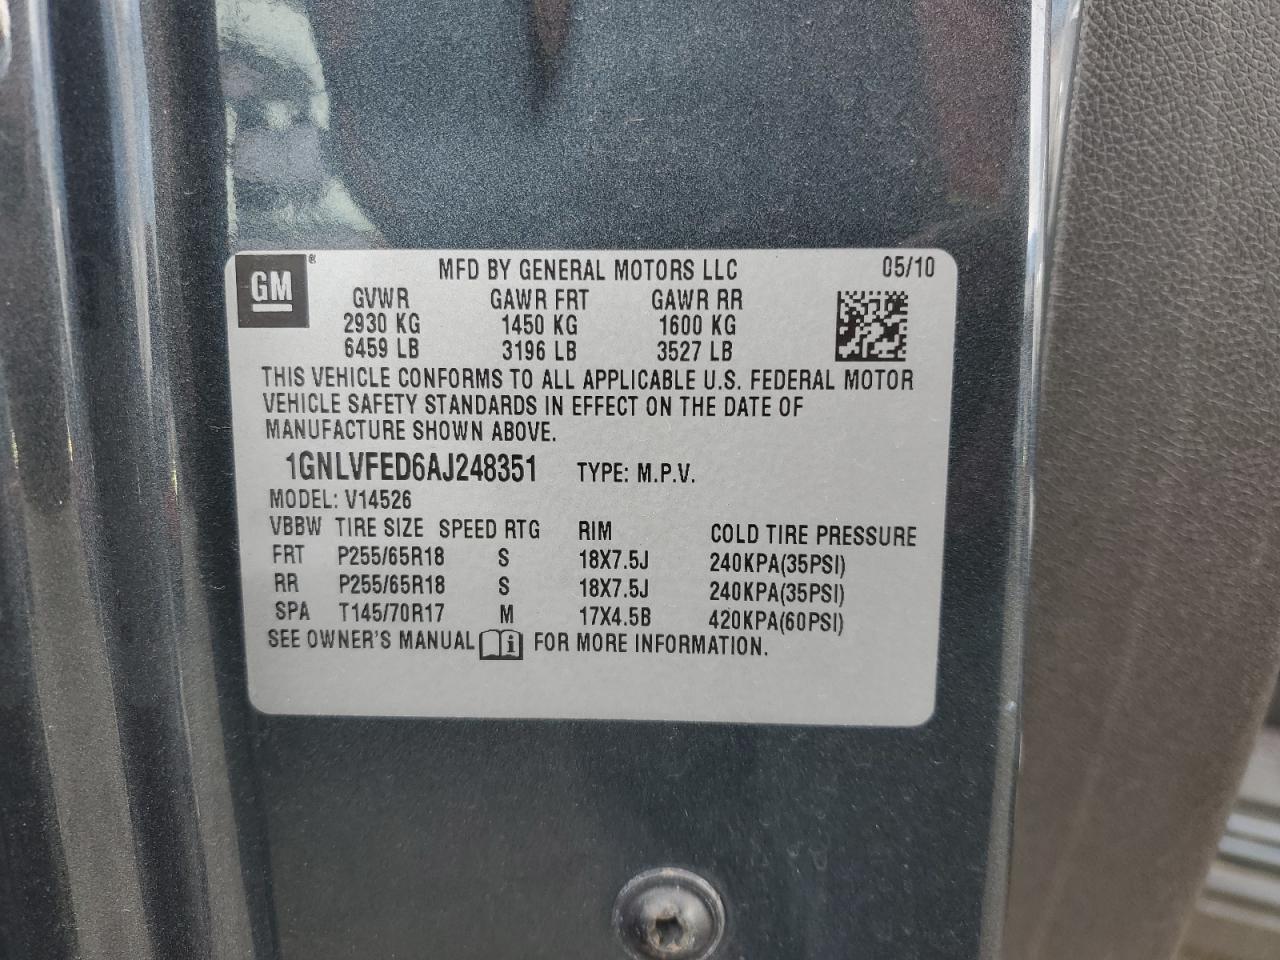 GM ® MFD BY GENERAL MOTORS LLC 05/10
GVWR GAWR FRT GAWR RR
2930 KG 1450 KG 1600 KG
6459 LB 3196 LB 3527 LB
THIS VEHICLE CONFORMS TO ALL APPLICABLE U.S. FEDERAL MOTOR
VEHICLE SAFETY STANDARDS IN EFFECT ON THE DATE OF
MANUFACTURE SHOWN ABOVE.
1GNLVFED6AJ248351 TYPE: M.P.V.
MODEL: V14526
VBBW TIRE SIZE SPEED RTG RIM COLD TIRE PRESSURE
FRT P255/65R18 S 18X7.5J 240KPA(35PSI)
RR P255/65R18 S 18X7.5J 240KPA(35PSI)
SPA T145/70R17 M 17X4.5B 420KPA(60PSI)
SEE OWNER'S MANUAL i FOR MORE INFORMATION.